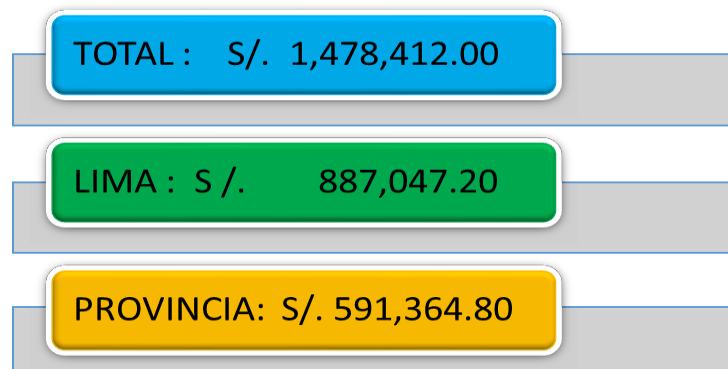 TOTAL : S/. 1,478,412.00
LIMA : S /. 887,047.20
PROVINCIA: S/. 591,364.80